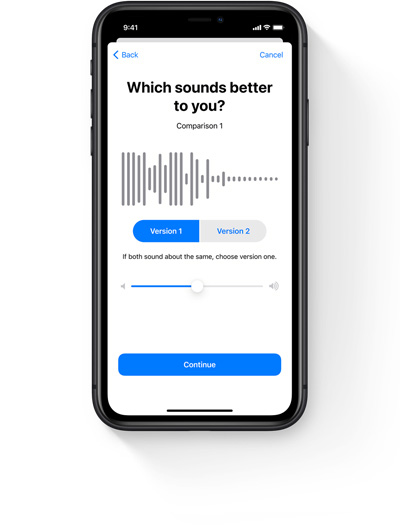 9:41
Back
Cancel
Which sounds better
to you?
Comparison 1
Version 1
Version 2
If both sound about the same, choose version one.
Continue